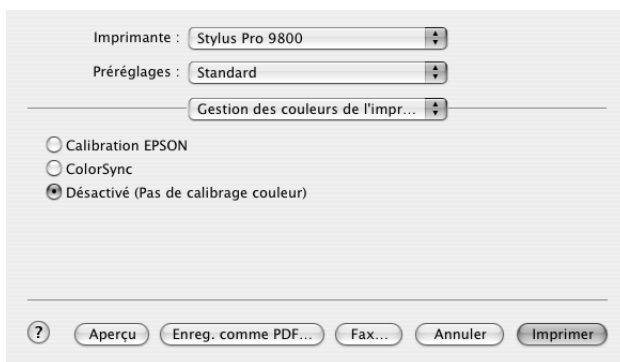 Imprimante : Stylus Pro 9800
Préréglages : Standard
Gestion des couleurs de l'impr...
Calibration EPSON
ColorSync
Désactivé (Pas de calibrage couleur)
? Aperçu Enreg. comme PDF... Fax... Annuler Imprimer